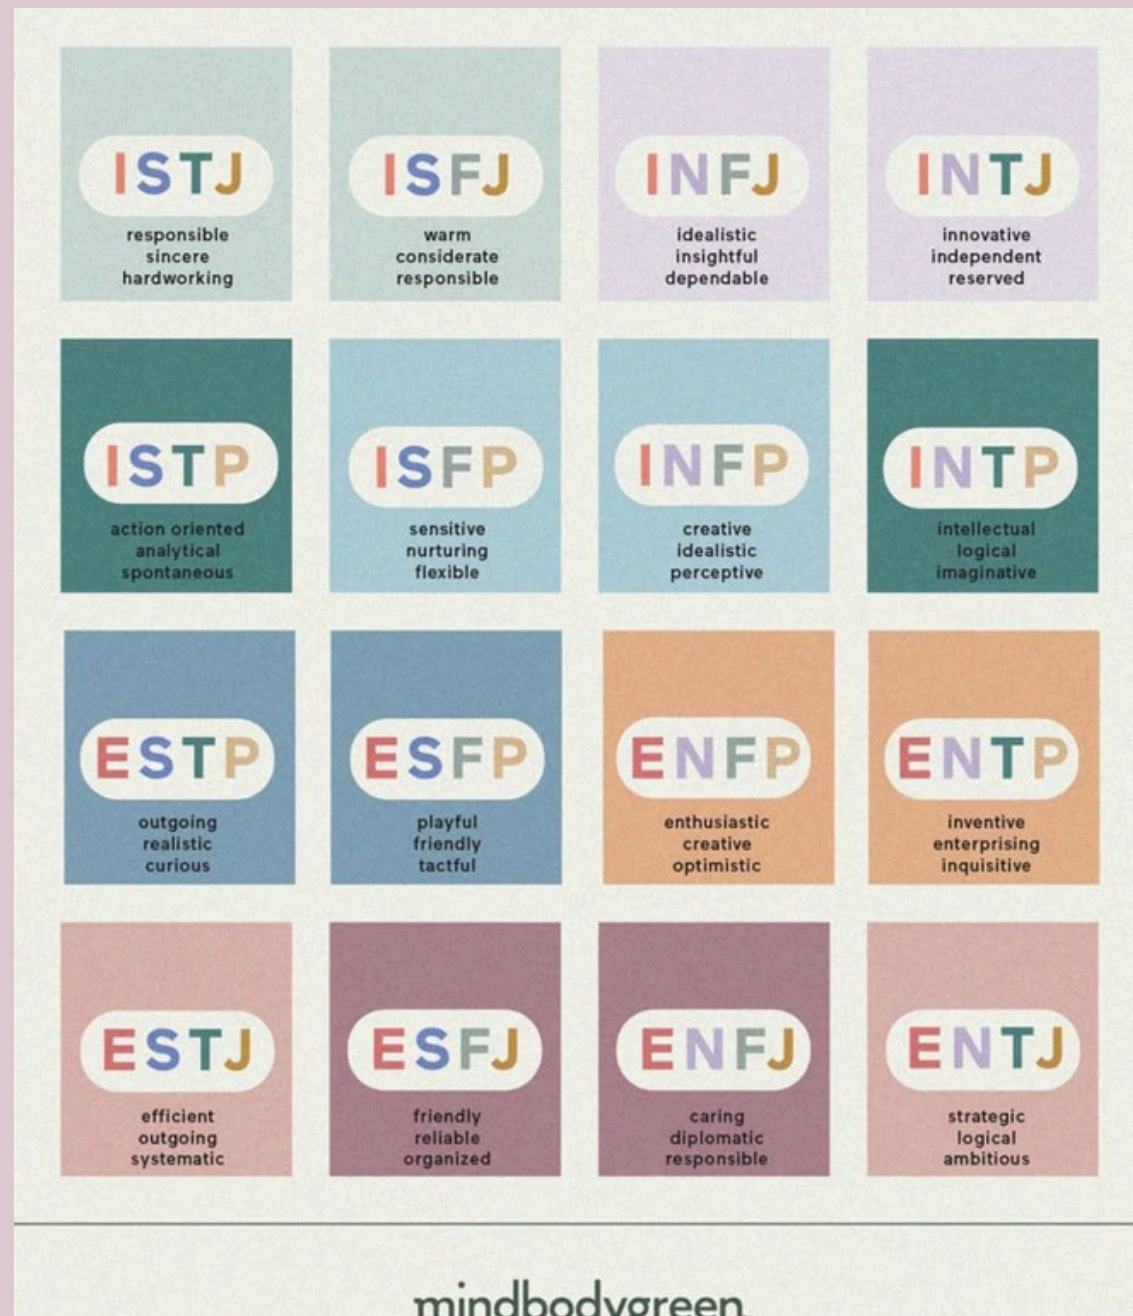 ISTJ
responsible
sincere
hardworking
ISFJ
warm
considerate
responsible
INFJ
idealistic
insightful
dependable
INTJ
innovative
independent
reserved
ISTP
action oriented
analytical
spontaneous
ISFP
sensitive
nurturing
flexible
INFP
creative
idealistic
perceptive
INTP
intellectual
logical
imaginative
ESTP
outgoing
realistic
curious
ESFP
playful
friendly
tactful
ENFP
enthusiastic
creative
optimistic
ENTP
inventive
enterprising
inquisitive
ESTJ
efficient
outgoing
systematic
ESFJ
friendly
reliable
organized
ENFJ
caring
diplomatic
responsible
ENTJ
strategic
logical
ambitious
mindbodygreen